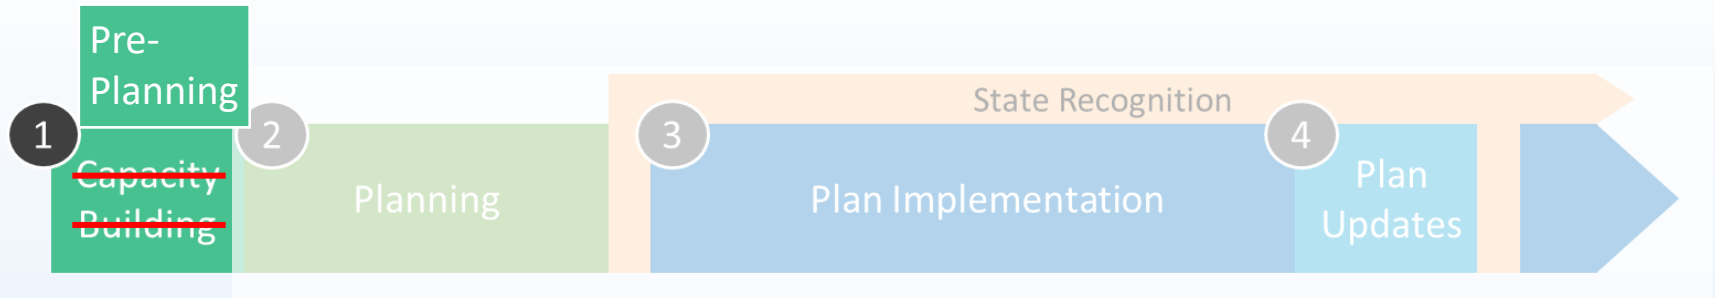 Pre-
Planning
1
Capacity
Building
2
Planning
State Recognition
3
Plan Implementation
4
Plan
Updates